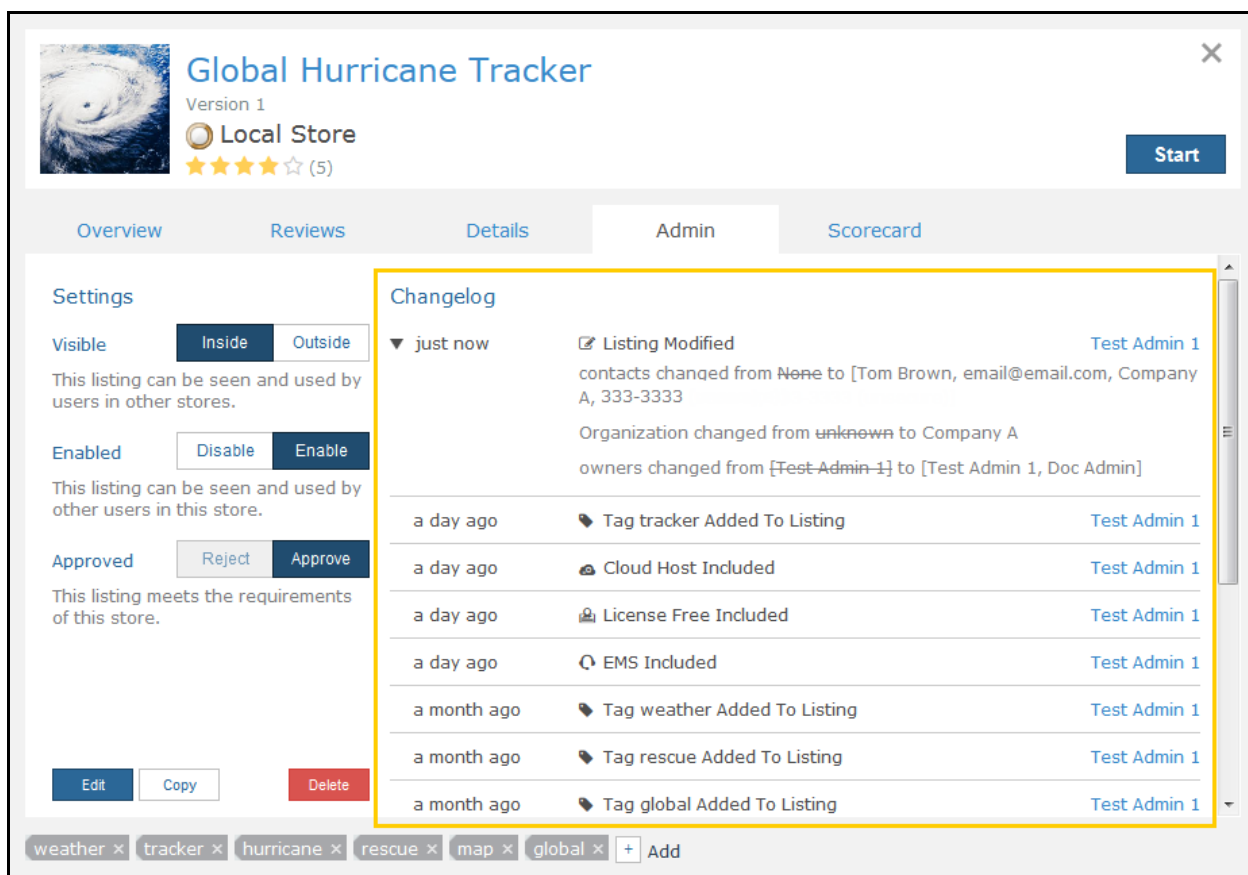 Global Hurricane Tracker
Version 1
Local Store
(5)
Start
Overview Reviews Details Admin Scorecard
Settings
Visible Inside Outside
This listing can be seen and used by
users in other stores.
Enabled Disable Enable
This listing can be seen and used by
other users in this store.
Approved Reject Approve
This listing meets the requirements
of this store.
Edit Copy Delete
Changelog
just now Listing Modified Test Admin 1
contacts changed from None to [Tom Brown, email@email.com, Company
A, 333-3333
Organization changed from unknown to Company A
owners changed from [Test Admin 1] to [Test Admin 1, Doc Admin]
a day ago Tag tracker Added To Listing Test Admin 1
a day ago Cloud Host Included Test Admin 1
a day ago License Free Included Test Admin 1
a day ago EMS Included Test Admin 1
a month ago Tag weather Added To Listing Test Admin 1
a month ago Tag rescue Added To Listing Test Admin 1
a month ago Tag global Added To Listing Test Admin 1
weather × tracker × hurricane × rescue × map × global × + Add